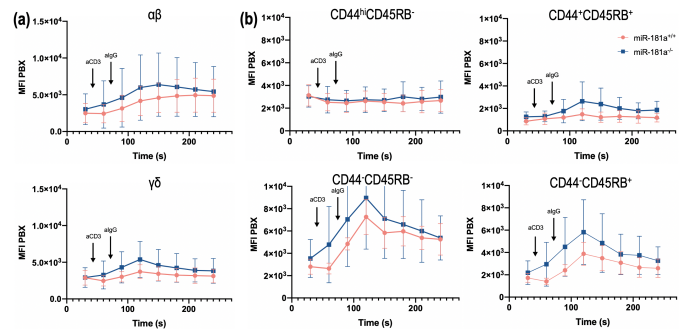 (a)
αβ
MFI PBX
1.5×10⁴
1.0×10⁴
5.0×10³
0.0
aCD3
aIgG
0 100 200
Time (s)
γδ
MFI PBX
1.5×10⁴
1.0×10⁴
5.0×10³
0.0
aCD3
aIgG
0 100 200
Time (s)
(b)
CD44ʰⁱCD45RB⁻
MFI PBX
1×10⁴
8×10³
6×10³
4×10³
2×10³
0
aCD3
aIgG
0 100 200
Time (s)
CD44⁺CD45RB⁺
MFI PBX
1×10⁴
8×10³
6×10³
4×10³
2×10³
0
aCD3
aIgG
0 100 200
Time (s)
miR-181a⁺/⁺
miR-181a⁻/⁻
CD44⁻CD45RB⁻
MFI PBX
1×10⁴
8×10³
6×10³
4×10³
2×10³
0
aCD3
aIgG
0 100 200
Time (s)
CD44⁻CD45RB⁺
MFI PBX
1×10⁴
8×10³
6×10³
4×10³
2×10³
0
aCD3
aIgG
0 100 200
Time (s)